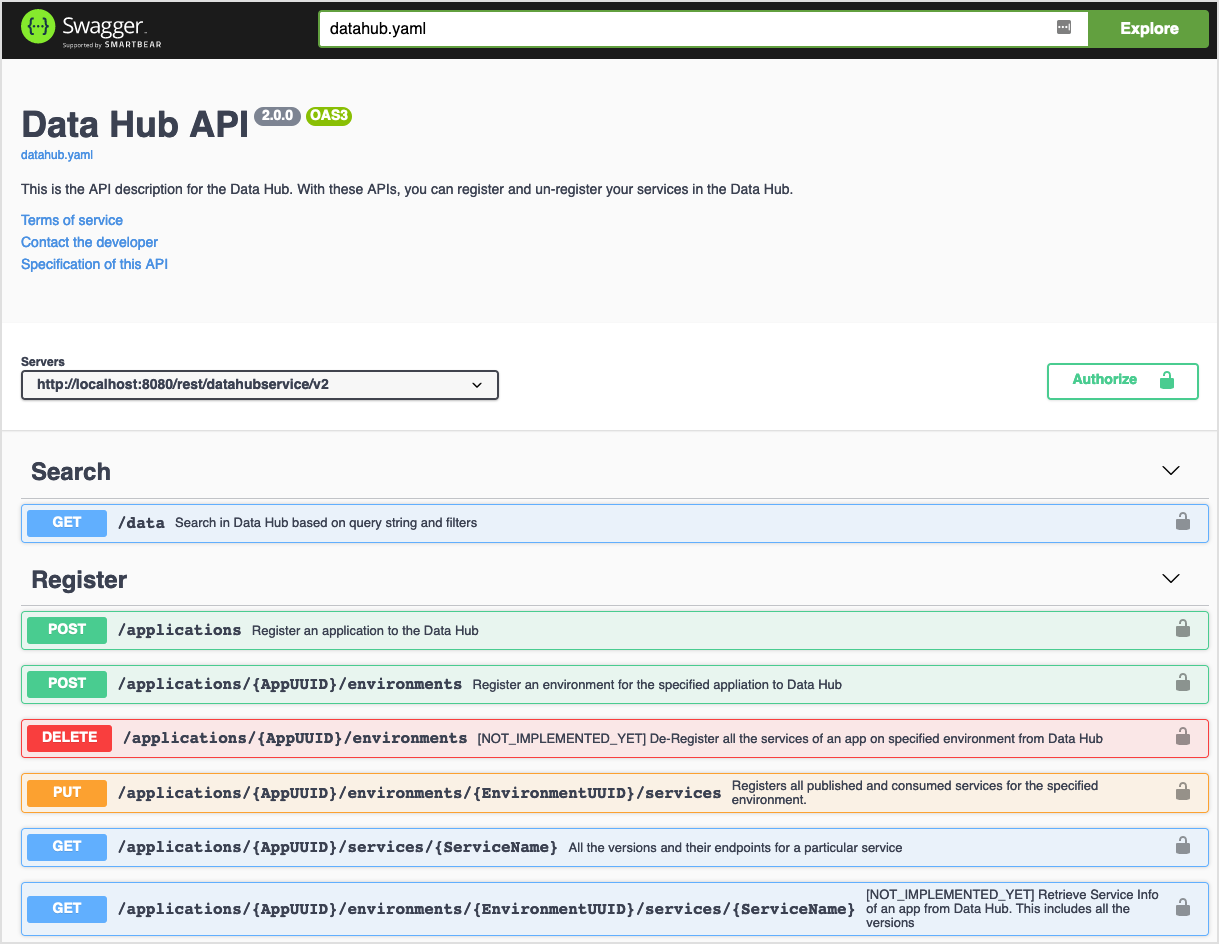 Swagger
Supported by SMARTBEAR
datahub.yaml
Explore
Data Hub API 2.0.0 OAS3
datahub.yaml
This is the API description for the Data Hub. With these APIs, you can register and un-register your services in the Data Hub.
Terms of service
Contact the developer
Specification of this API
Servers
http://localhost:8080/rest/datahubservice/v2
Authorize
Search
GET /data Search in Data Hub based on query string and filters
Register
POST /applications Register an application to the Data Hub
POST /applications/{AppUUID}/environments Register an environment for the specified appliation to Data Hub
DELETE /applications/{AppUUID}/environments [NOT_IMPLEMENTED_YET] De-Register all the services of an app on specified environment from Data Hub
PUT /applications/{AppUUID}/environments/{EnvironmentUUID}/services Registers all published and consumed services for the specified
environment.
GET /applications/{AppUUID}/services/{ServiceName} All the versions and their endpoints for a particular service
GET /applications/{AppUUID}/environments/{EnvironmentUUID}/services/{ServiceName} [NOT_IMPLEMENTED_YET] Retrieve Service Info
of an app from Data Hub. This includes all the
versions